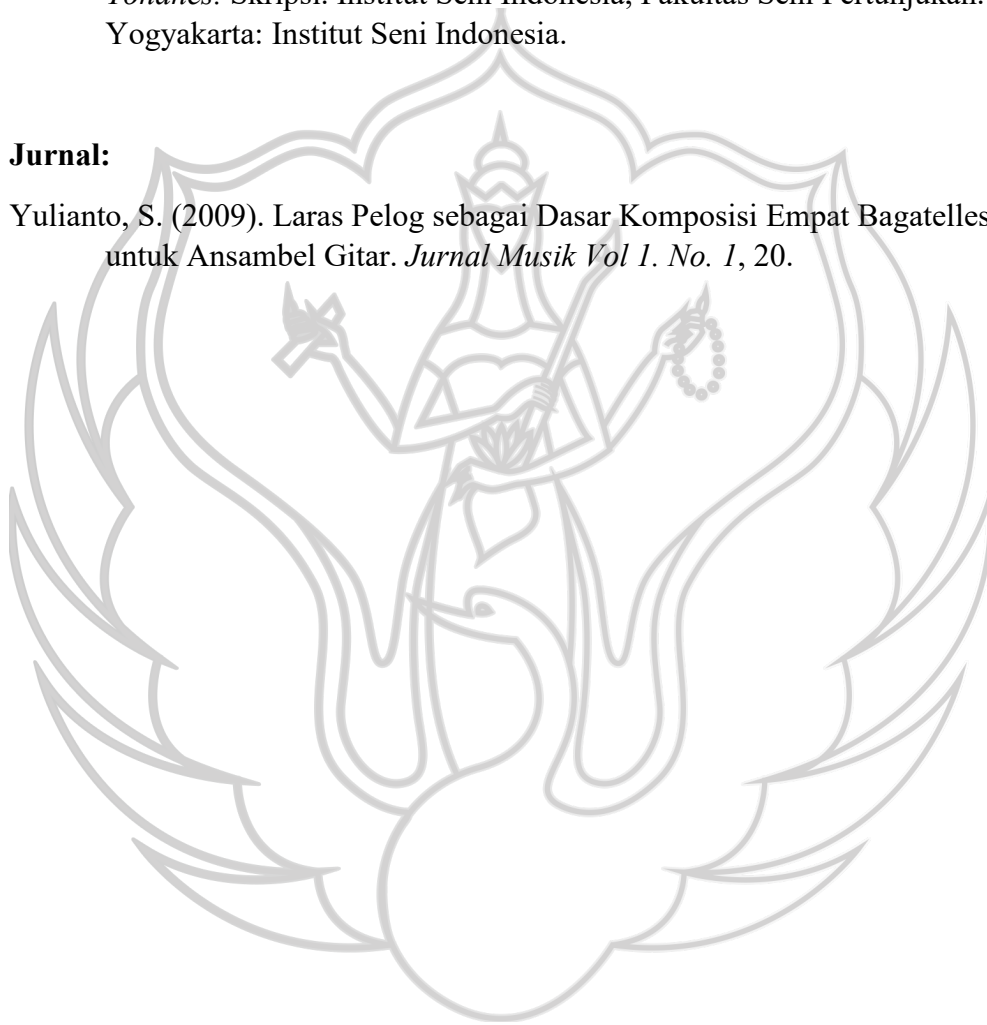 Yohanes. Skripsi. Institut Seni Indonesia, Fakultas Seni Pertunjukan.
Yogyakarta: Institut Seni Indonesia.
Jurnal:
Yulianto, S. (2009). Laras Pelog sebagai Dasar Komposisi Empat Bagatelles
untuk Ansambel Gitar. Jurnal Musik Vol 1. No. 1, 20.